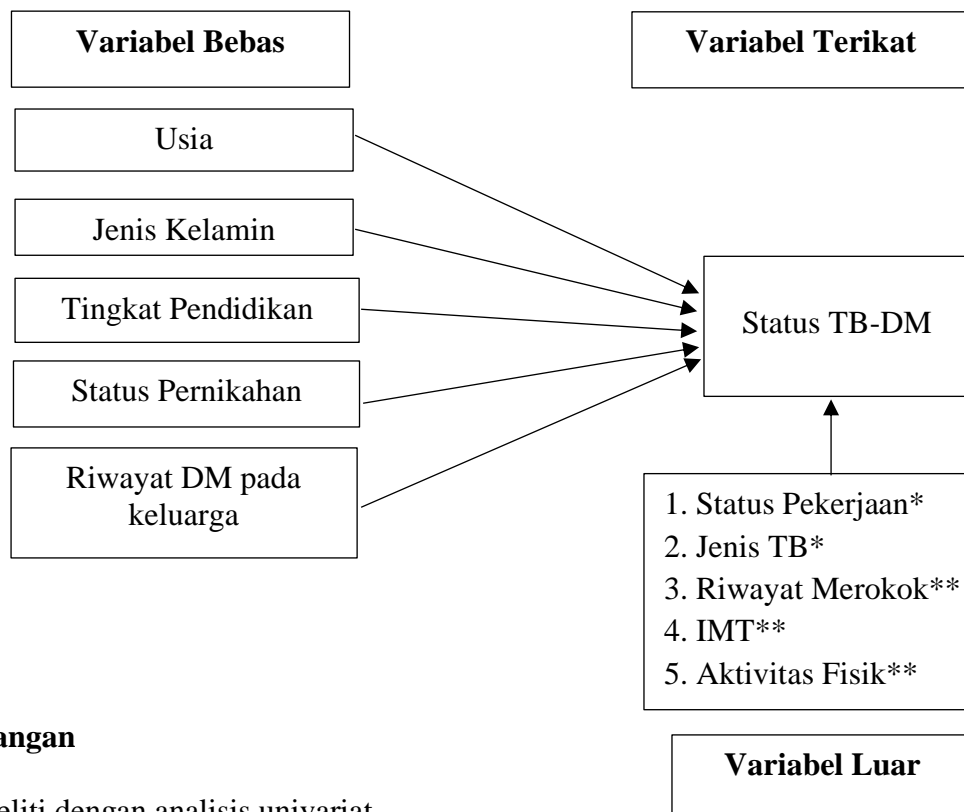 Variabel Bebas
Variabel Terikat
Usia
Jenis Kelamin
Tingkat Pendidikan
Status Pernikahan
Riwayat DM pada
keluarga
Status TB-DM
1. Status Pekerjaan*
2. Jenis TB*
3. Riwayat Merokok**
4. IMT**
5. Aktivitas Fisik**
Variabel Luar
angan
eliti dengan analisis univariat